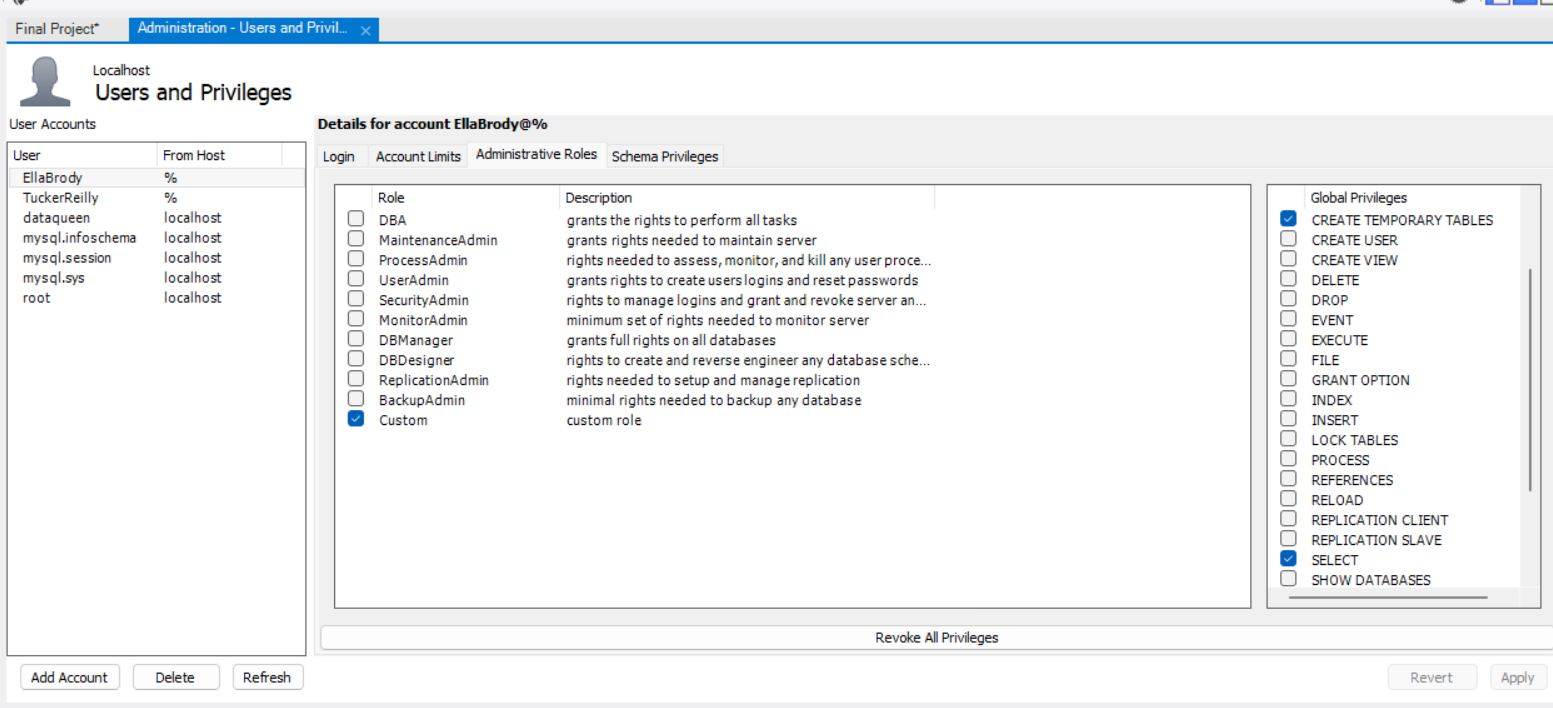 Final Project*
Administration - Users and Privil...
Localhost
Users and Privileges
User Accounts
User From Host
EllaBrody %
TuckerReilly %
dataqueen localhost
mysql.infoschema localhost
mysql.session localhost
mysql.sys localhost
root localhost
Add Account Delete Refresh
Details for account EllaBrody@%
Login Account Limits Administrative Roles Schema Privileges
Role Description
DBA grants the rights to perform all tasks
MaintenanceAdmin grants rights needed to maintain server
ProcessAdmin rights needed to assess, monitor, and kill any user proce...
UserAdmin grants rights to create users logins and reset passwords
SecurityAdmin rights to manage logins and grant and revoke server an...
MonitorAdmin minimum set of rights needed to monitor server
DBManager grants full rights on all databases
DBDesigner rights to create and reverse engineer any database sche...
ReplicationAdmin rights needed to setup and manage replication
BackupAdmin minimal rights needed to backup any database
Custom custom role
Global Privileges
CREATE TEMPORARY TABLES
CREATE USER
CREATE VIEW
DELETE
DROP
EVENT
EXECUTE
FILE
GRANT OPTION
INDEX
INSERT
LOCK TABLES
PROCESS
REFERENCES
RELOAD
REPLICATION CLIENT
REPLICATION SLAVE
SELECT
SHOW DATABASES
Revoke All Privileges
Revert Apply